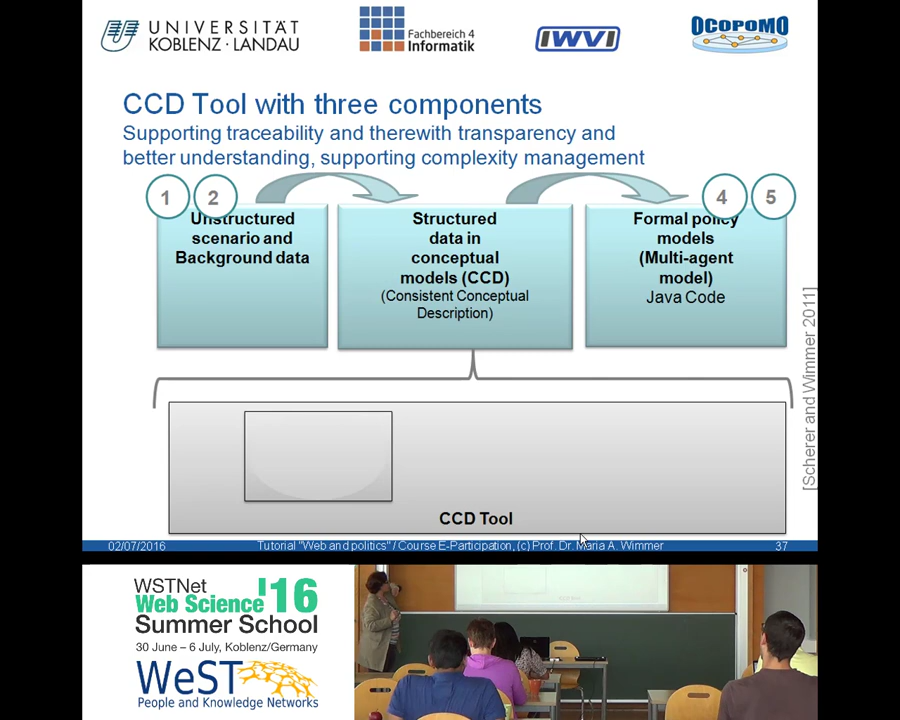 UNIVERSITÄT
KOBLENZ · LANDAU
Fachbereich 4
Informatik
IWVI
OCOPOMO
CCD Tool with three components
Supporting traceability and therewith transparency and
better understanding, supporting complexity management
1
2
4
5
Unstructured
scenario and
Background data
Structured
data in
conceptual
models (CCD)
(Consistent Conceptual
Description)
Formal policy
models
(Multi-agent
model)
Java Code
[Scherer and Wimmer 2011]
CCD Tool
02/07/2016
Tutorial "Web and politics" / Course E-Participation, (c) Prof. Dr. Maria A. Wimmer
37
WSTNet
Web Science '16
Summer School
30 June – 6 July, Koblenz/Germany
WeST
People and Knowledge Networks